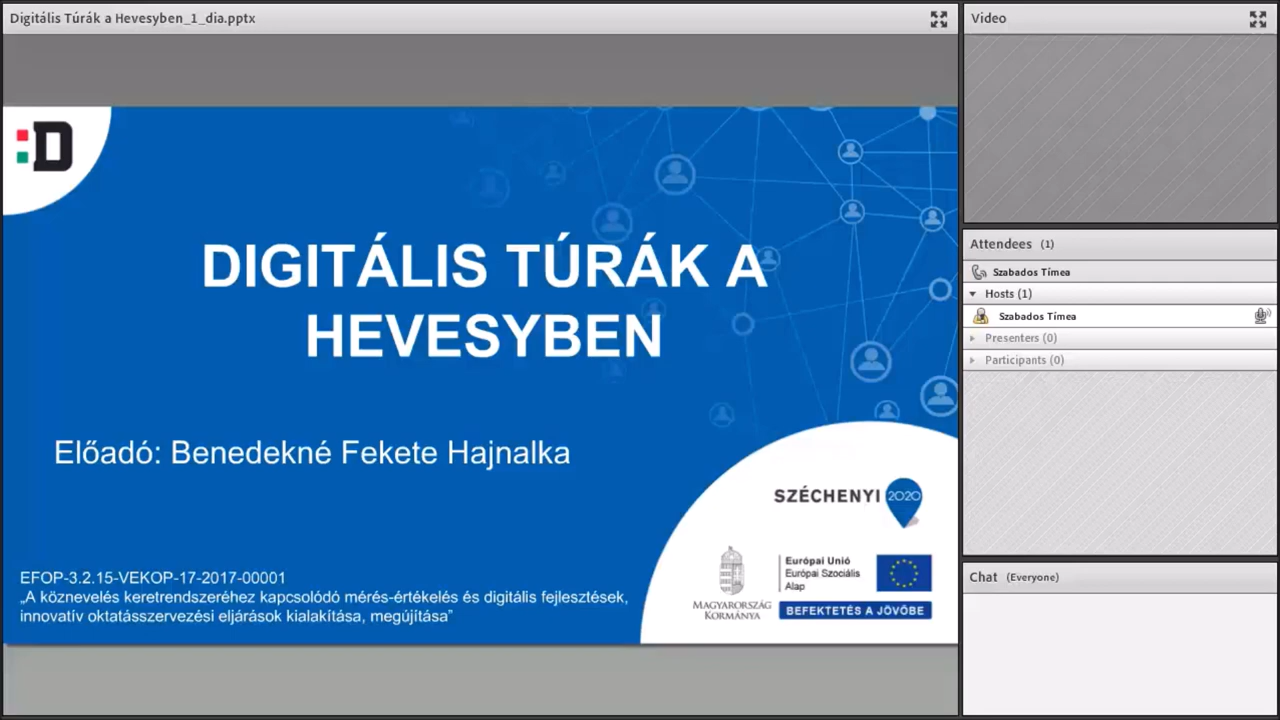 Digitális Túrák a Hevesyben_1_dia.pptx
:D
DIGITÁLIS TÚRÁK A
HEVESYBEN
Előadó: Benedekné Fekete Hajnalka
SZÉCHENYI 2020
MAGYARORSZÁG
KORMÁNYA
Európai Unió
Európai Szociális
Alap
BEFEKTETÉS A JÖVŐBE
EFOP-3.2.15-VEKOP-17-2017-00001
„A köznevelés keretrendszeréhez kapcsolódó mérés-értékelés és digitális fejlesztések,
innovatív oktatásszervezési eljárások kialakítása, megújítása”
Video
Attendees (1)
Szabados Tímea
Hosts (1)
Szabados Tímea
Presenters (0)
Participants (0)
Chat (Everyone)